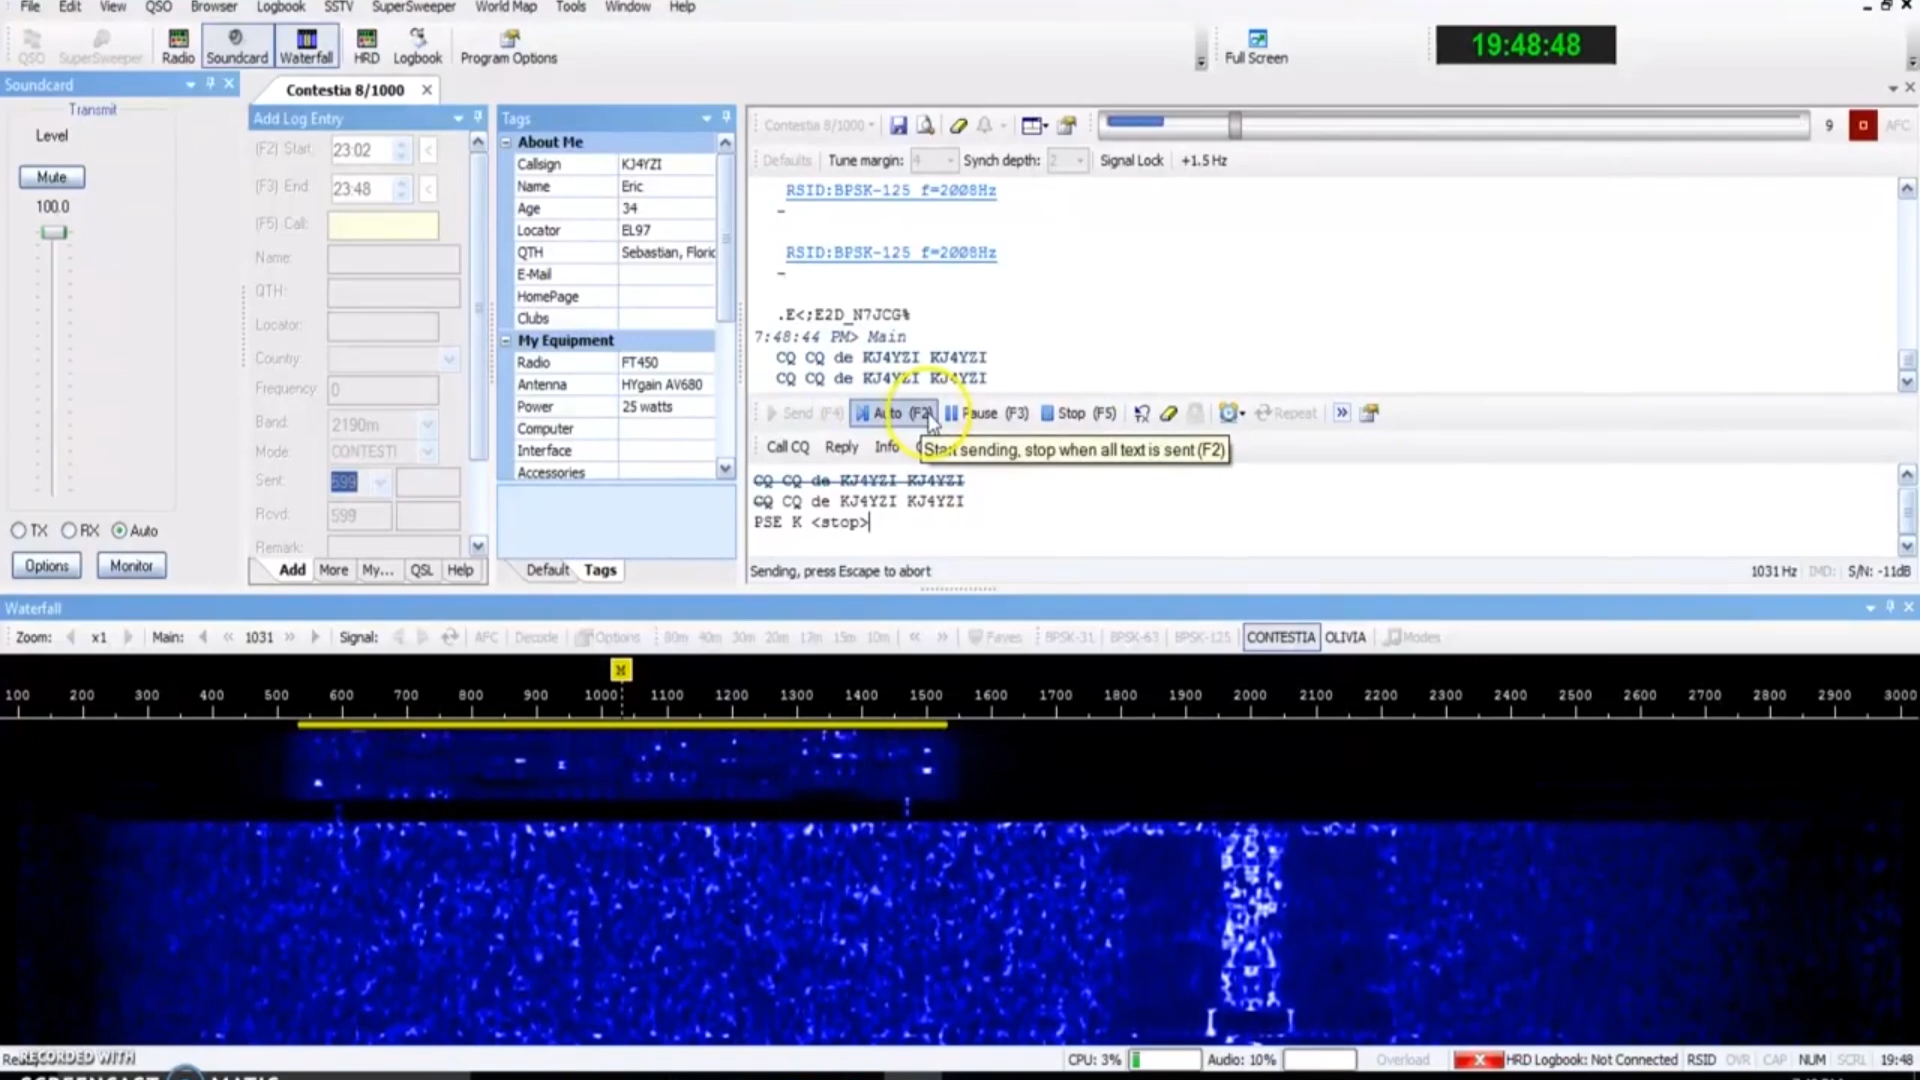 File Edit View QSO Browser Logbook SSTV SuperSweeper World Map Tools Window Help
QSO SuperSweeper Radio Soundcard Waterfall HRD Logbook Program Options Full Screen 19:48:48
Soundcard
Transmit
Level
Mute
100.0
TX RX Auto
Options Monitor
Contestia 8/1000
Add Log Entry
(F2) Start: 23:02 <
(F3) End: 23:48 <
(F5) Call:
Name:
QTH:
Locator:
Country:
Frequency: 0
Band: 2190m
Mode: CONTESTI
Sent: 599
Rcvd: 599
Remark:
Add More My... QSL Help
Tags
About Me
Callsign KJ4YZI
Name Eric
Age 34
Locator EL97
QTH Sebastian, Floric
E-Mail
HomePage
Clubs
My Equipment
Radio FT450
Antenna HYgain AV680
Power 25 watts
Computer
Interface
Accessories
Default Tags
Contestia 8/1000 9 AFC
Defaults Tune margin: 4 Synch depth: 2 Signal Lock +1.5 Hz
RSID:BPSK-125 f=2008Hz
–
RSID:BPSK-125 f=2008Hz
–
.E<;E2D_N7JCG%
7:48:44 PM> Main
CQ CQ de KJ4YZI KJ4YZI
CQ CQ de KJ4YZI KJ4YZI
Send (F4) Auto (F2) Pause (F3) Stop (F5) Repeat
Call CQ Reply Info
Start sending, stop when all text is sent (F2)
CQ CQ de KJ4YZI KJ4YZI
CQ CQ de KJ4YZI KJ4YZI
PSE K <stop>
Sending, press Escape to abort 1031 Hz IMD: S/N: -11dB
Waterfall
Zoom: x1 Main: 1031 Signal: AFC Decode Options 80m 40m 30m 20m 17m 15m 10m Faves BPSK-31 BPSK-63 BPSK-125 CONTESTIA OLIVIA Modes
M
100 200 300 400 500 600 700 800 900 1000 1100 1200 1300 1400 1500 1600 1700 1800 1900 2000 2100 2200 2300 2400 2500 2600 2700 2800 2900 3000
RECORDED WITH
CPU: 3% Audio: 10% Overload HRD Logbook: Not Connected RSID OVR CAP NUM SCRL 19:48